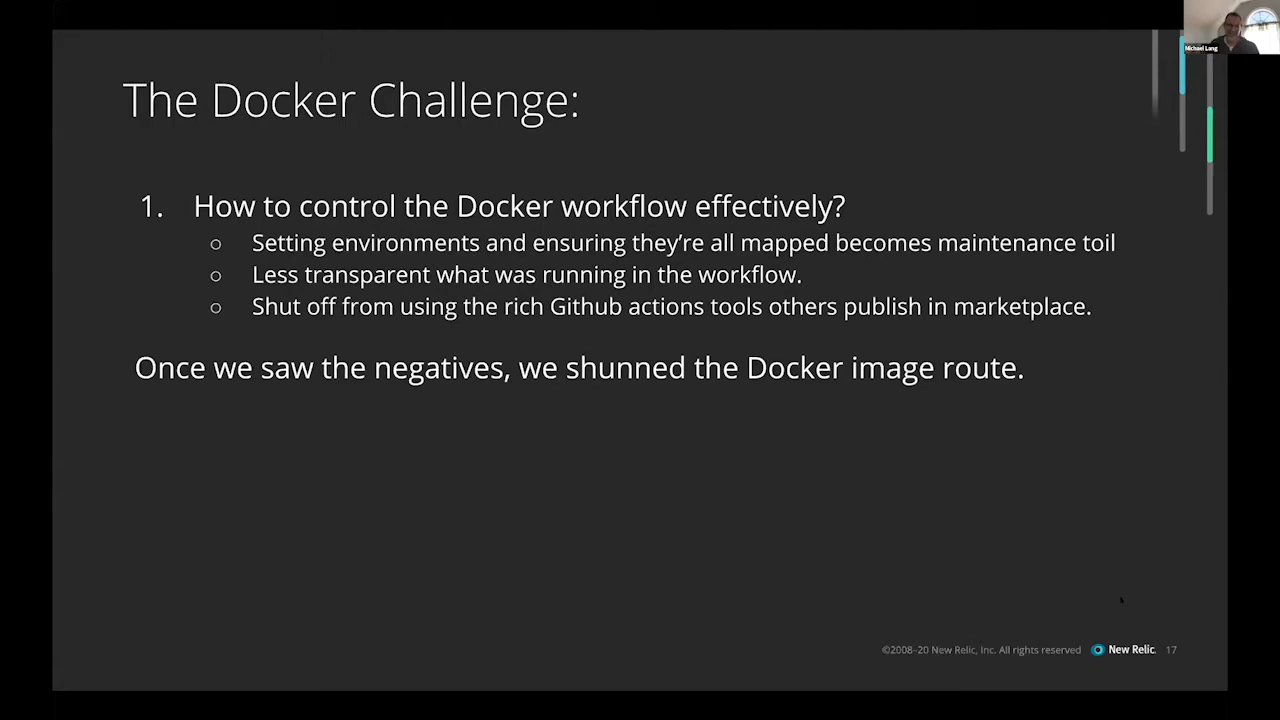 Michael Lang
The Docker Challenge:
1. How to control the Docker workflow effectively?
○ Setting environments and ensuring they’re all mapped becomes maintenance toil
○ Less transparent what was running in the workflow.
○ Shut off from using the rich Github actions tools others publish in marketplace.
Once we saw the negatives, we shunned the Docker image route.
©2008–20 New Relic, Inc. All rights reserved New Relic. 17